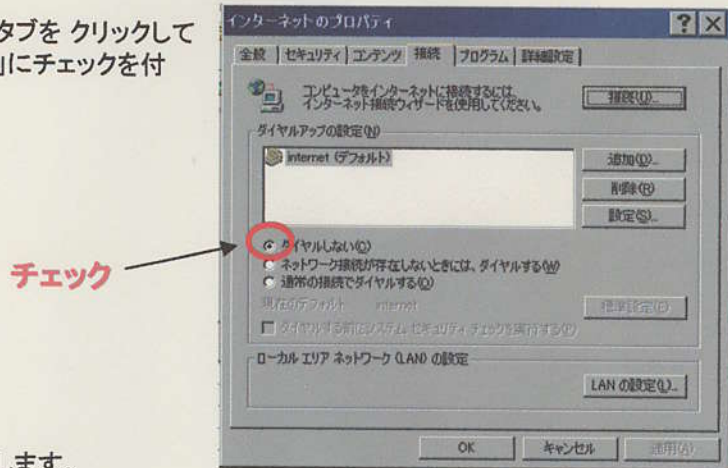 タブを クリックして
」にチェックを付
チェック
します
インターネットのプロパティ
全般 セキュリティ コンテンツ 接続 プログラム 詳細設定
コンピュータをインターネットに接続するには、
インターネット接続ウィザードを使用してください。
接続(U)...
ダイヤルアップの設定(N)
internet (デフォルト)
追加(D)...
削除(R)
設定(S)...
ダイヤルしない(C)
ネットワーク接続が存在しないときには、ダイヤルする(W)
通常の接続でダイヤルする(O)
現在のデフォルト internet
標準設定(E)
ダイヤルする前にシステム セキュリティ チェックを実行する(P)
ローカル エリア ネットワーク (LAN) の設定
LAN の設定(L)...
OK キャンセル 適用(A)